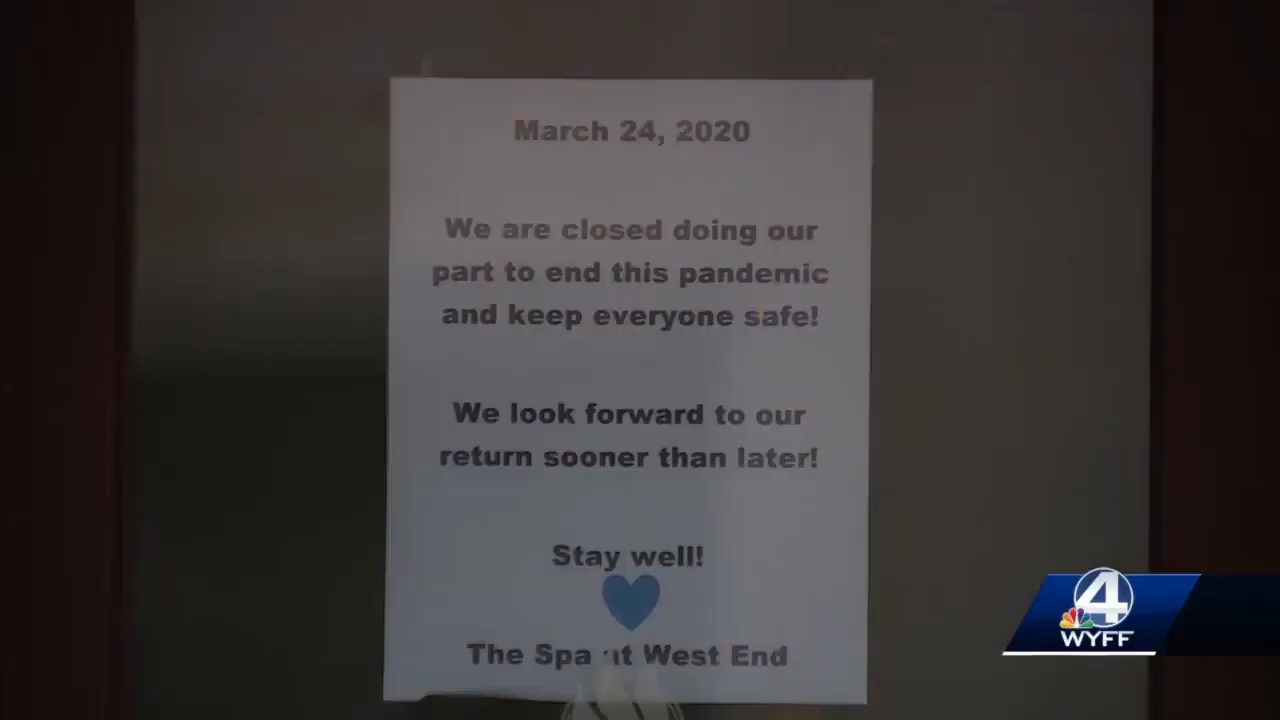 March 24, 2020
We are closed doing our
part to end this pandemic
and keep everyone safe!
We look forward to our
return sooner than later!
Stay well!
The Spa at West End
4
WYFF